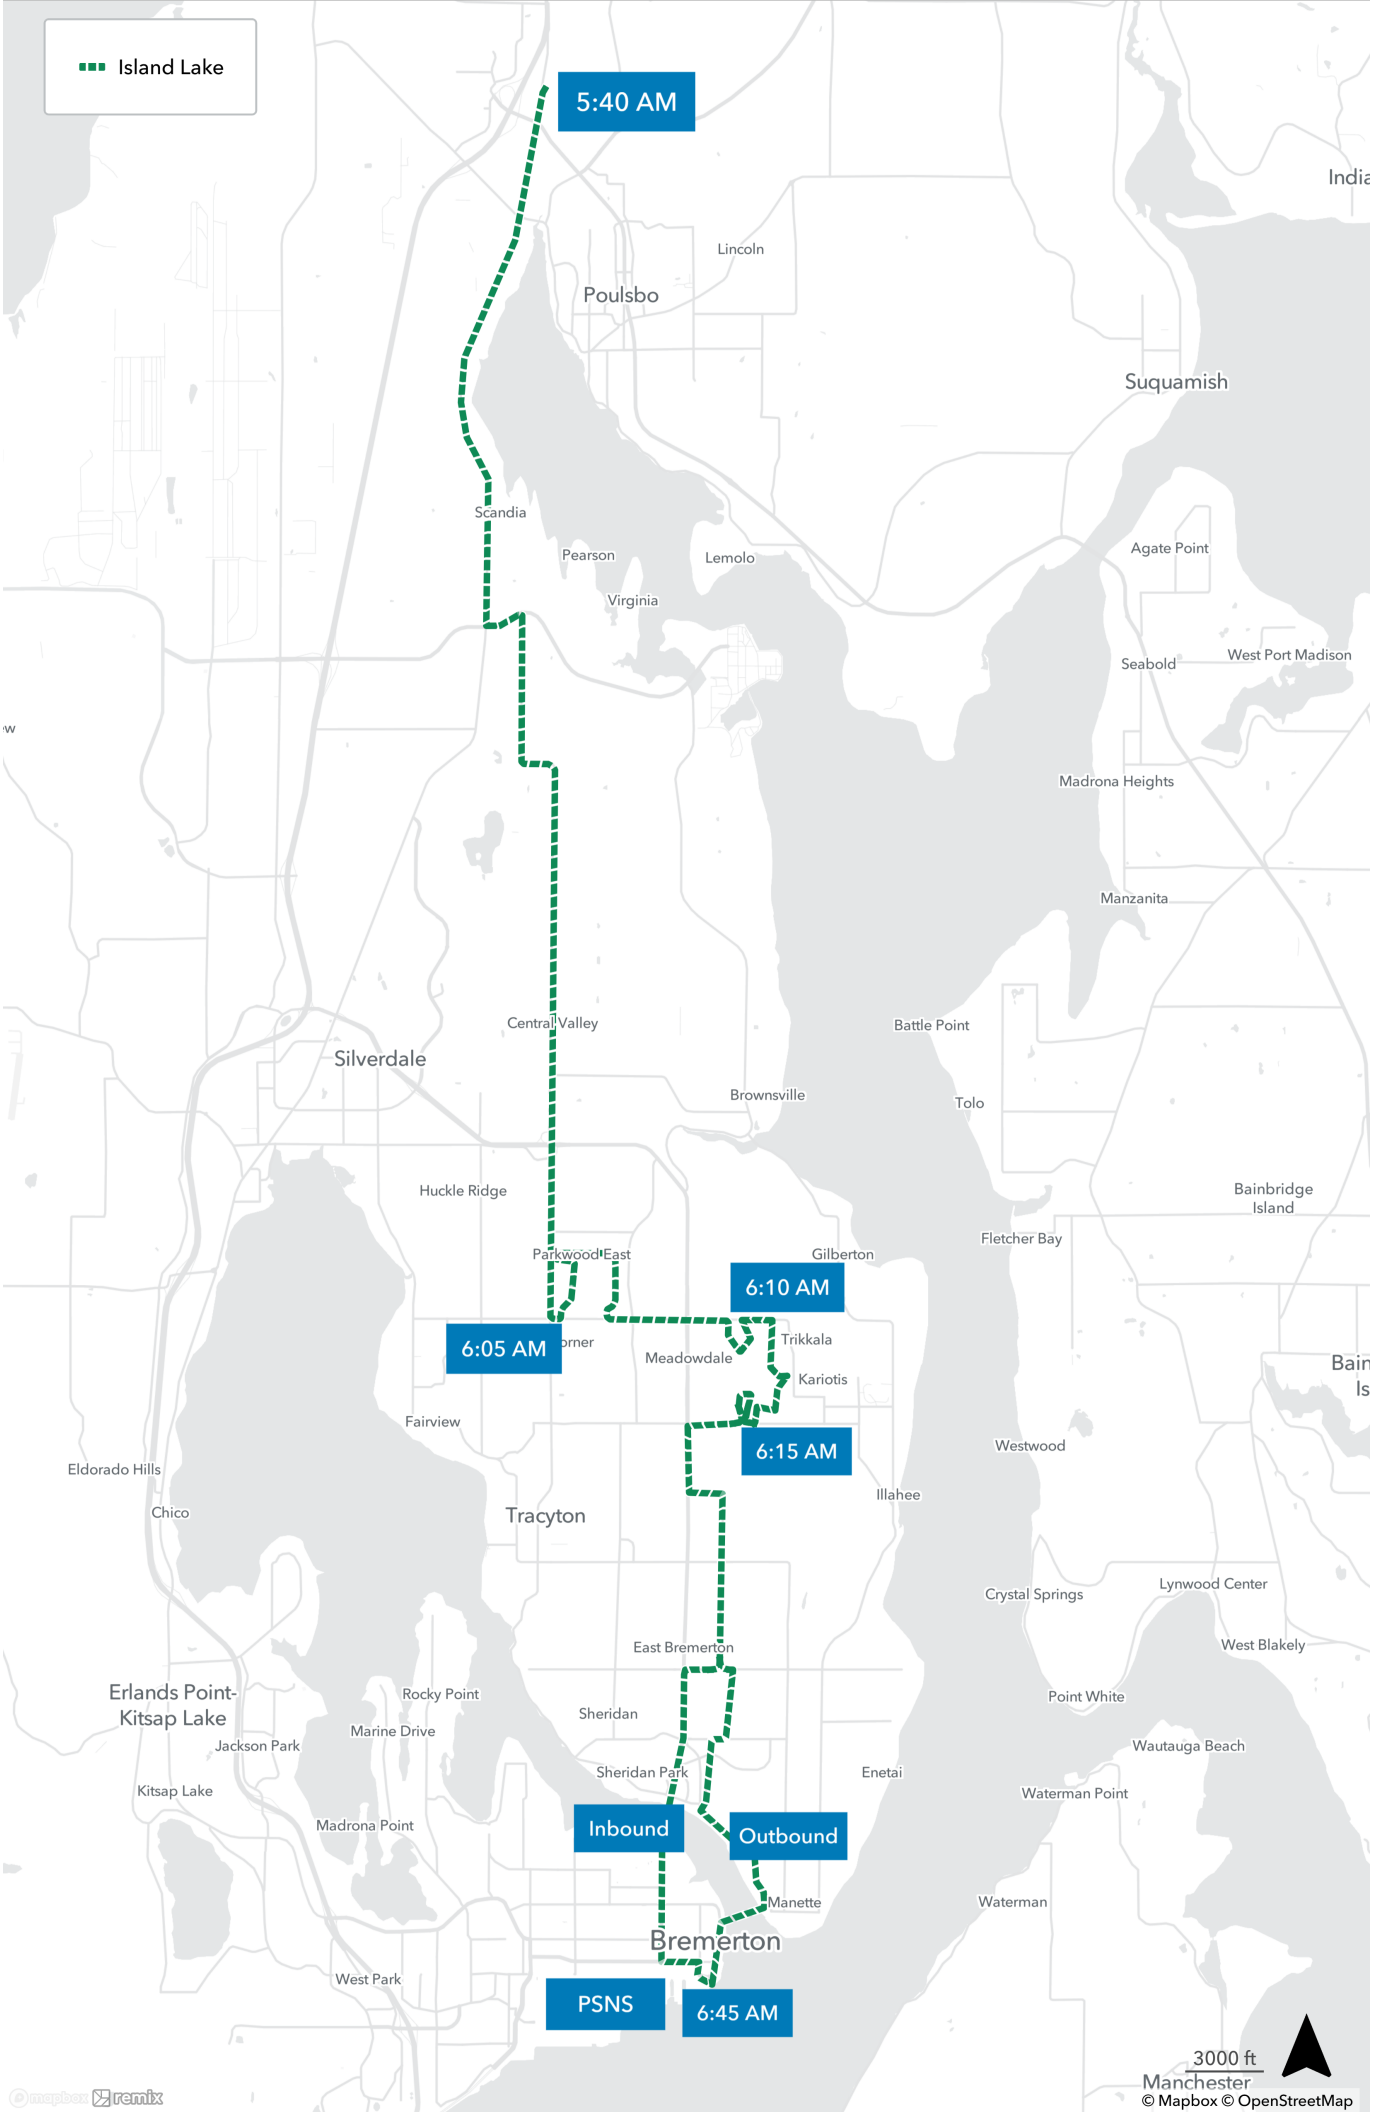 Island Lake
5:40 AM
India
Lincoln
Poulsbo
Suquamish
Scandia
Agate Point
Pearson
Lemolo
Virginia
West Port Madison
Seabold
ew
Madrona Heights
Manzanita
Central Valley
Battle Point
Silverdale
Brownsville
Tolo
Huckle Ridge
Bainbridge
Island
Fletcher Bay
Parkwood East
Gilberton
6:10 AM
Trikkala
orner
6:05 AM
Meadowdale
Bain
Is
Kariotis
Fairview
6:15 AM
Westwood
Eldorado Hills
Illahee
Chico
Tracyton
Lynwood Center
Crystal Springs
East Bremerton
West Blakely
Erlands Point-
Kitsap Lake
Rocky Point
Point White
Sheridan
Marine Drive
Jackson Park
Wautauga Beach
Sheridan Park
Enetai
Kitsap Lake
Waterman Point
Madrona Point
Inbound
Outbound
Manette
Waterman
Bremerton
West Park
PSNS
6:45 AM
3000 ft
Manchester
mapbox remix
© Mapbox © OpenStreetMap